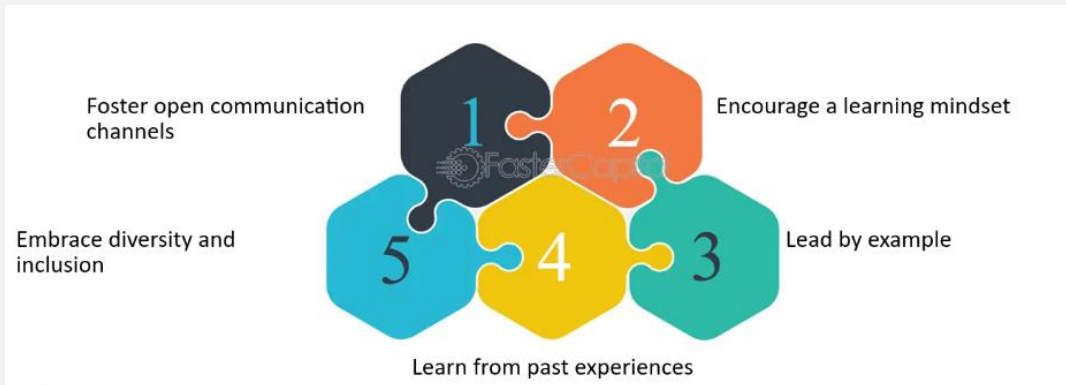 Foster open communication
channels
1
2
Encourage a learning mindset
FasterCapital
Embrace diversity and
inclusion
5
4
3
Lead by example
Learn from past experiences